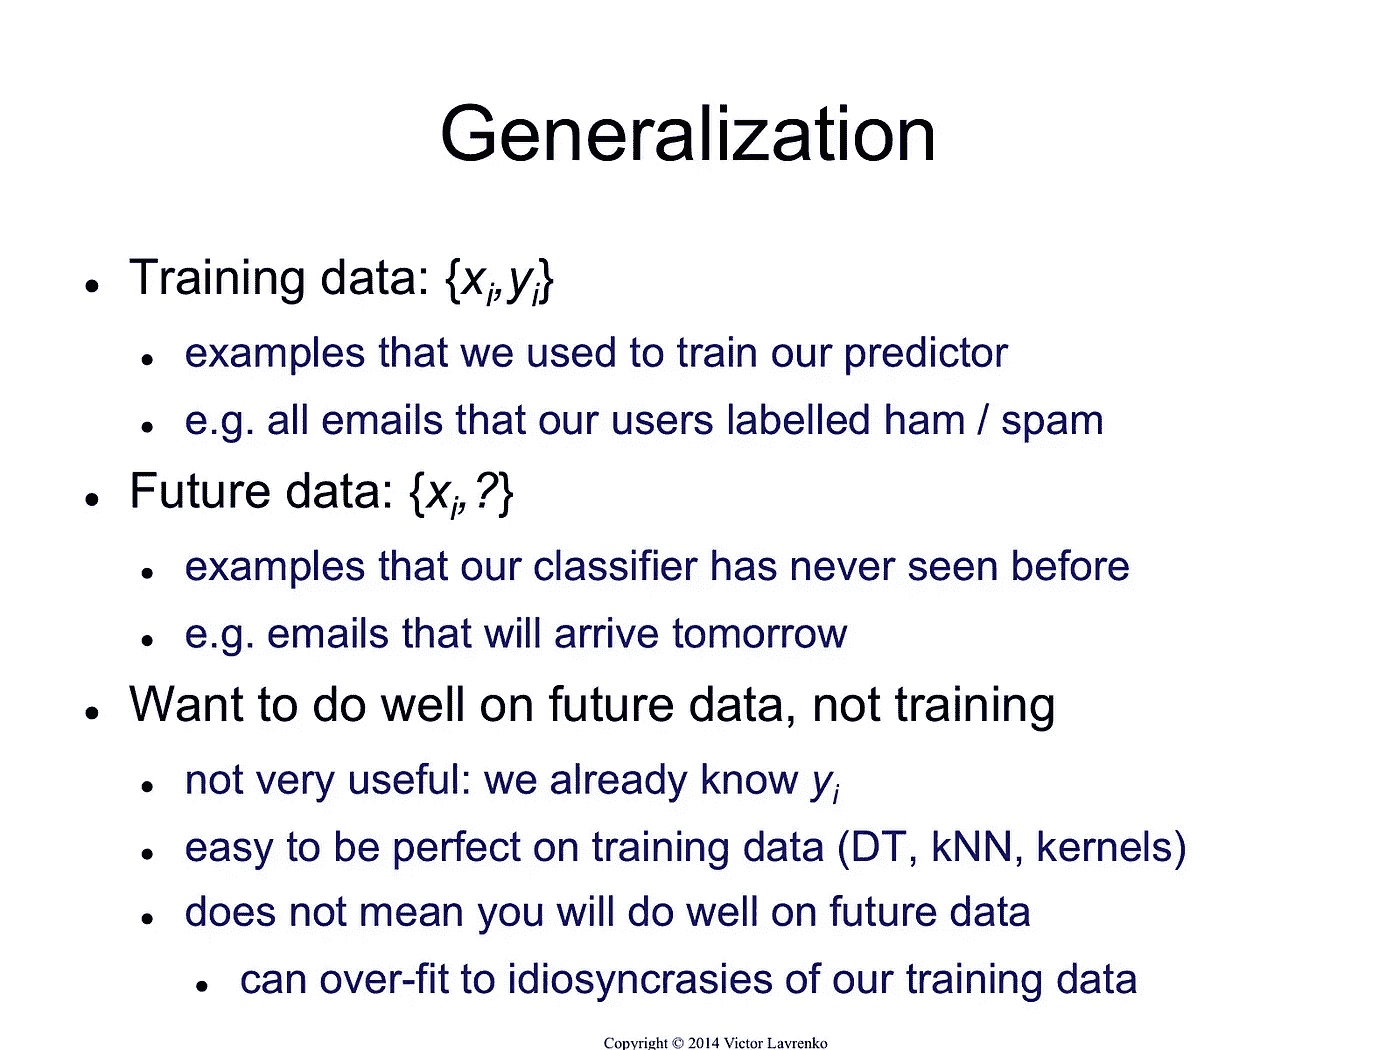 Generalization
● Training data: {xi,yi}
● examples that we used to train our predictor
● e.g. all emails that our users labelled ham / spam
● Future data: {xi,?}
● examples that our classifier has never seen before
● e.g. emails that will arrive tomorrow
● Want to do well on future data, not training
● not very useful: we already know yi
● easy to be perfect on training data (DT, kNN, kernels)
● does not mean you will do well on future data
● can over-fit to idiosyncrasies of our training data
Copyright © 2014 Victor Lavrenko